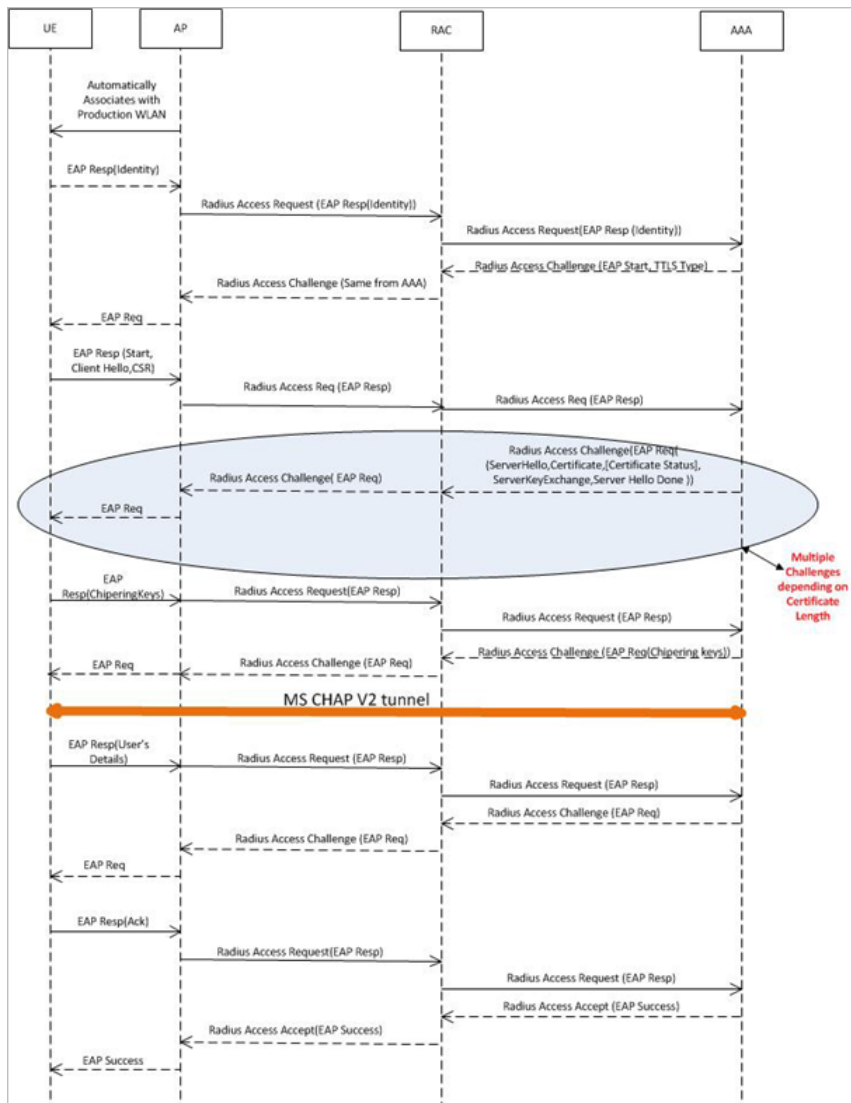 UE
AP
RAC
AAA
Automatically
Associates with
Production WLAN
EAP Resp(Identity)
Radius Access Request (EAP Resp(Identity))
Radius Access Request(EAP Resp (Identity))
Radius Access Challenge (EAP Start, TTLS Type)
Radius Access Challenge (Same from AAA)
EAP Req
EAP Resp (Start,
Client Hello,CSR)
Radius Access Req (EAP Resp)
Radius Access Req (EAP Resp)
Radius Access Challenge(EAP Req(
(ServerHello,Certificate,[Certificate Status],
ServerKeyExchange,Server Hello Done ))
Radius Access Challenge( EAP Req)
EAP Req
Multiple
Challenges
depending on
Certificate
Length
EAP
Resp(ChiperingKeys)
Radius Access Request(EAP Resp)
Radius Access Request (EAP Resp)
Radius Access Challenge (EAP Req(Chipering keys))
Radius Access Challenge (EAP Req)
EAP Req
MS CHAP V2 tunnel
EAP Resp(User's
Details)
Radius Access Request (EAP Resp)
Radius Access Request (EAP Resp)
Radius Access Challenge (EAP Req)
Radius Access Challenge (EAP Req)
EAP Req
EAP Resp(Ack)
Radius Access Request(EAP Resp)
Radius Access Request (EAP Resp)
Radius Access Accept (EAP Success)
Radius Access Accept(EAP Success)
EAP Success